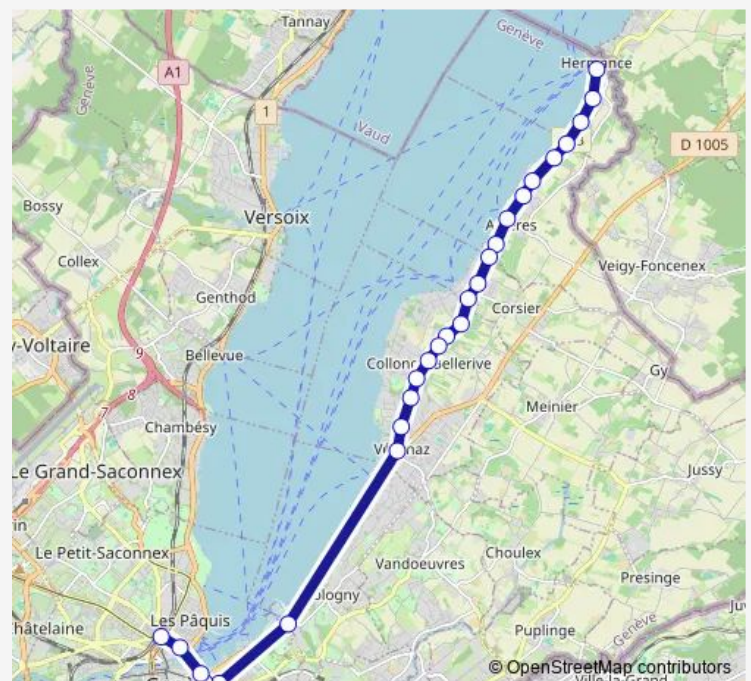 Tannay
Genève
Hermance
A1
Genève
1
Vaud
D 1005
Bossy
Versoix
Collex
Veigy-Foncenex
Genthod
Corsier
y-Voltaire
9
Bellevue
Gy
8
Meinier
7
Chambésy
Le Grand-Saconnex
Jussy
Le Petit-Saconnex
Choulex
Vandoeuvres
Presinge
ologny
Les Pâquis
hâtelaine
Puplinge
Genève
© OpenStreetMap contributors